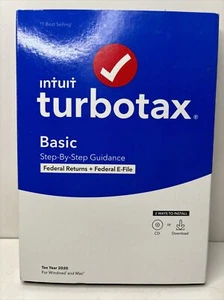 #1 Best Selling
intuit
turbotax®
Basic
Step-By-Step Guidance
Federal Returns + Federal E-File
2 WAYS TO INSTALL
CD or Download
Tax Year 2020
For Windows® and Mac®